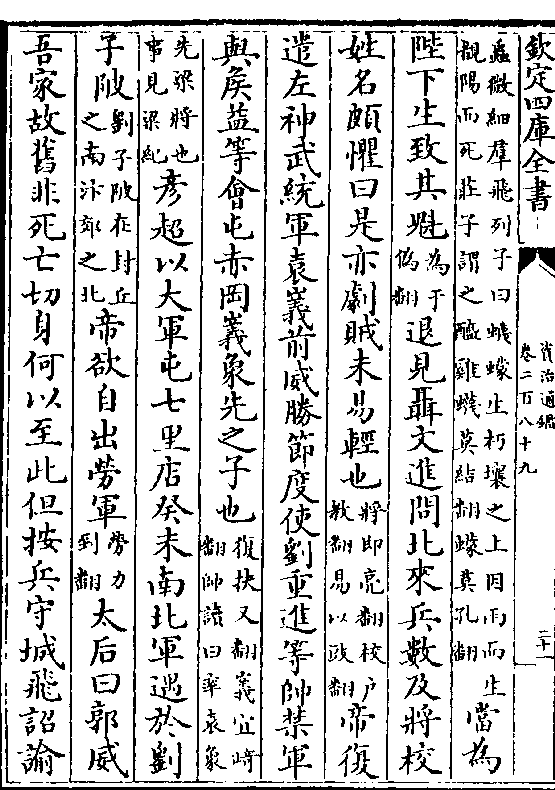 欽定四庫全書
資治通鑑
卷二百八十九
二十一
蟲微細羣飛列子曰蠛蠓生朽壤之上因雨而生
覩陽而死莊子謂之醯雞蠛莫結翻蠓莫孔翻
當為
陛下生致其魁為于偽翻退見聶文進問北來兵數及將校
姓名頗懼曰是亦劇賊未易輕也將即亮翻校戶教翻易以豉翻帝復
遣左神武統軍袁嶬前威勝節度使劉重進等帥禁軍
與侯益等會屯赤岡嶬象先之子也復扶又翻嶬宜崎翻帥讀曰率袁象
先梁將也事見梁紀彥超以大軍屯七里店癸未南北軍遇於劉
子陂劉子陂在封丘之南汴郊之北帝欲自出勞軍勞力到翻太后曰郭威
吾家故舊非死亡切身何以至此但按兵守城飛詔諭